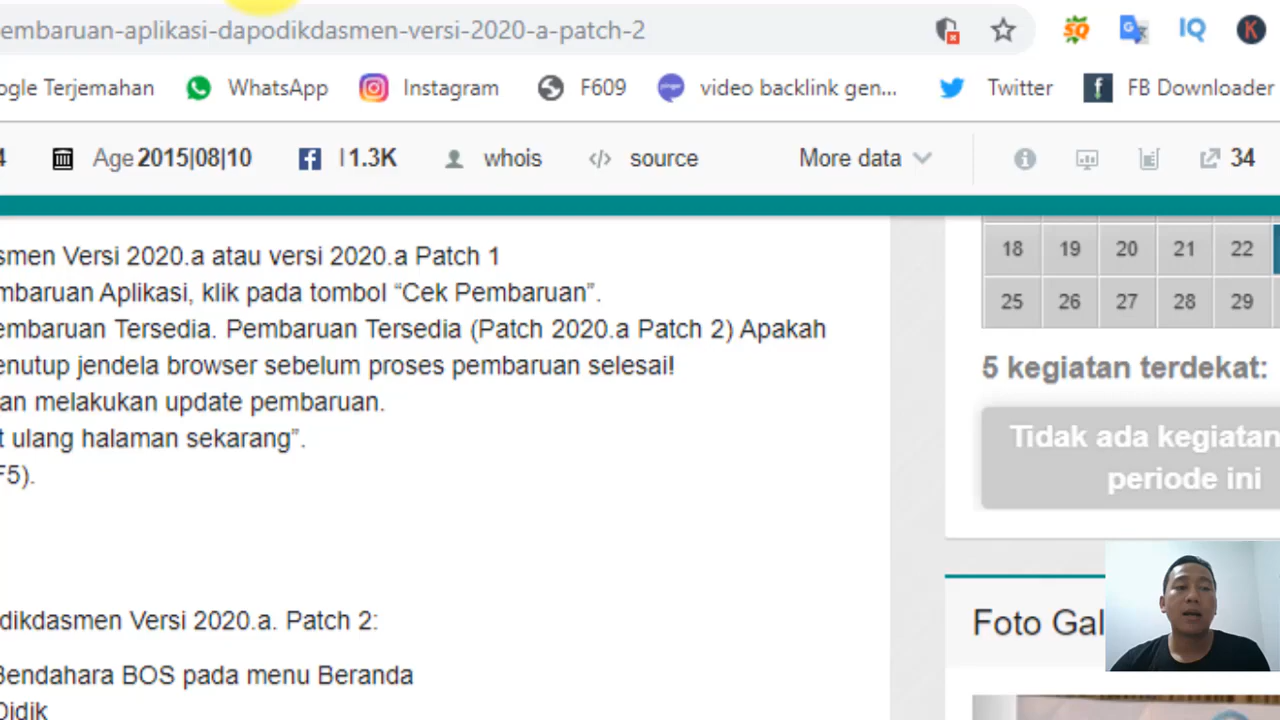 embaruan-aplikasi-dapodikdasmen-versi-2020-a-patch-2
SQ
IQ
K
ogle Terjemahan WhatsApp Instagram F609 video backlink gen... Twitter f FB Downloader
4 Age 2015|08|10 f I 1.3K whois </> source More data 34
smen Versi 2020.a atau versi 2020.a Patch 1
mbaruan Aplikasi, klik pada tombol “Cek Pembaruan”.
embaruan Tersedia. Pembaruan Tersedia (Patch 2020.a Patch 2) Apakah
enutup jendela browser sebelum proses pembaruan selesai!
an melakukan update pembaruan.
t ulang halaman sekarang”.
F5).
dikdasmen Versi 2020.a. Patch 2:
Bendahara BOS pada menu Beranda
Didik
18 19 20 21 22
25 26 27 28 29
5 kegiatan terdekat:
Tidak ada kegiatan
periode ini
Foto Gal